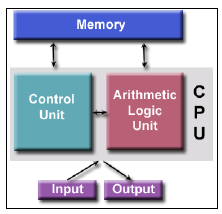 Memory
Control
Unit
Arithmetic
Logic
Unit
C
P
U
Input
Output